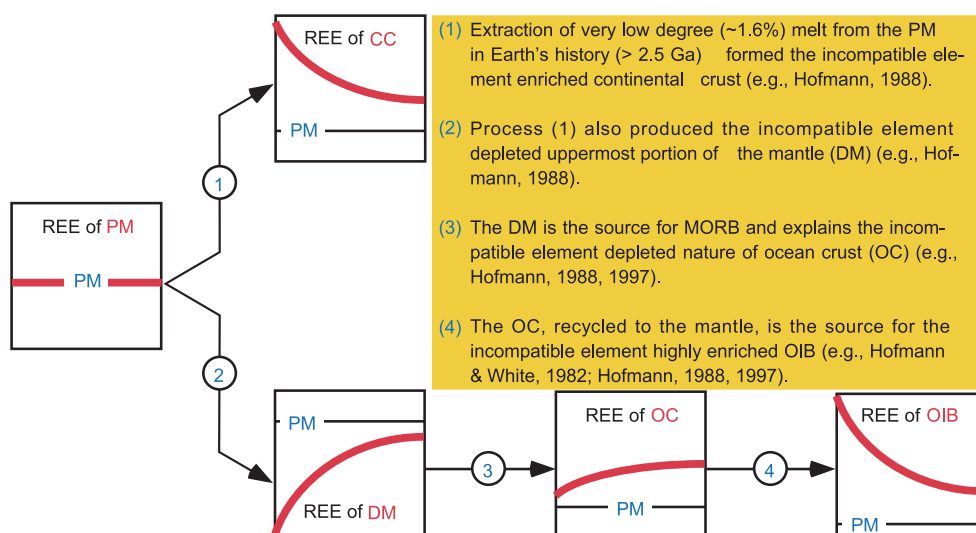 REE of CC
PM
(1) Extraction of very low degree (~1.6%) melt from the PM
in Earth's history (> 2.5 Ga) formed the incompatible ele-
ment enriched continental crust (e.g., Hofmann, 1988).
(2) Process (1) also produced the incompatible element
depleted uppermost portion of the mantle (DM) (e.g., Hof-
mann, 1988).
(3) The DM is the source for MORB and explains the incom-
patible element depleted nature of ocean crust (OC) (e.g.,
Hofmann, 1988, 1997).
(4) The OC, recycled to the mantle, is the source for the
incompatible element highly enriched OIB (e.g., Hofmann
& White, 1982; Hofmann, 1988, 1997).
1
REE of PM
PM
2
PM
REE of DM
3
REE of OC
PM
4
REE of OIB
PM